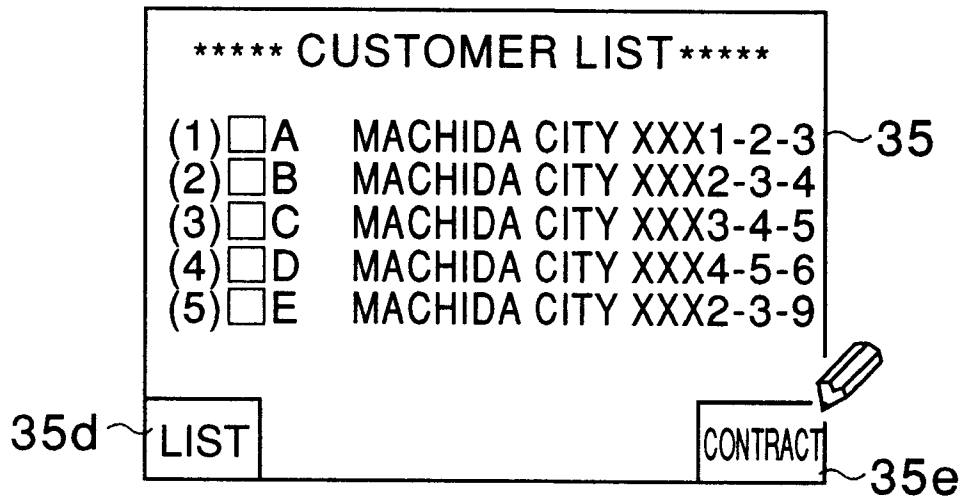 ***** CUSTOMER LIST *****
(1) □ A MACHIDA CITY XXX1-2-3 35
(2) □ B MACHIDA CITY XXX2-3-4
(3) □ C MACHIDA CITY XXX3-4-5
(4) □ D MACHIDA CITY XXX4-5-6
(5) □ E MACHIDA CITY XXX2-3-9
35d LIST CONTRACT
35e